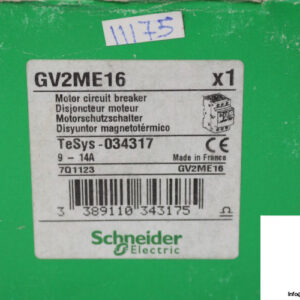 11175
GV2ME16 x1
Motor circuit breaker
Disjoncteur moteur
Motorschutzschalter
Disyuntor magnetotérmico
TeSys - 034317 CE
9 - 14A Made in France
7Q1123 GV2ME16
3 389110 343175
Schneider
Electric
Info